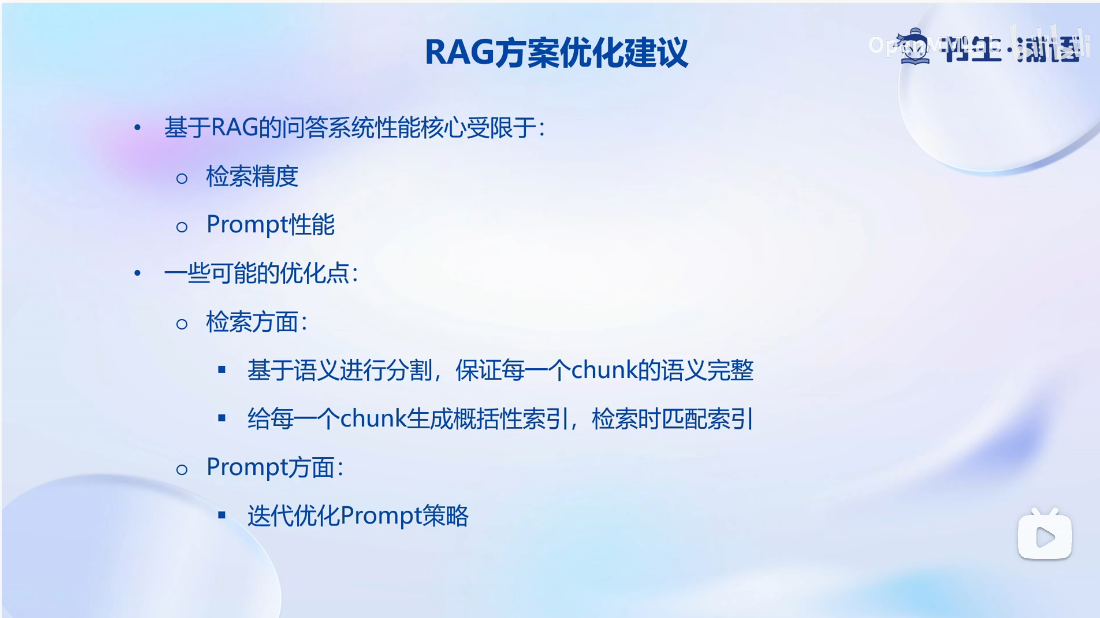 RAG方案优化建议
书生·浦语
• 基于RAG的问答系统性能核心受限于：
o 检索精度
o Prompt性能
• 一些可能的优化点：
o 检索方面：
▪ 基于语义进行分割，保证每一个chunk的语义完整
▪ 给每一个chunk生成概括性索引，检索时匹配索引
o Prompt方面：
▪ 迭代优化Prompt策略